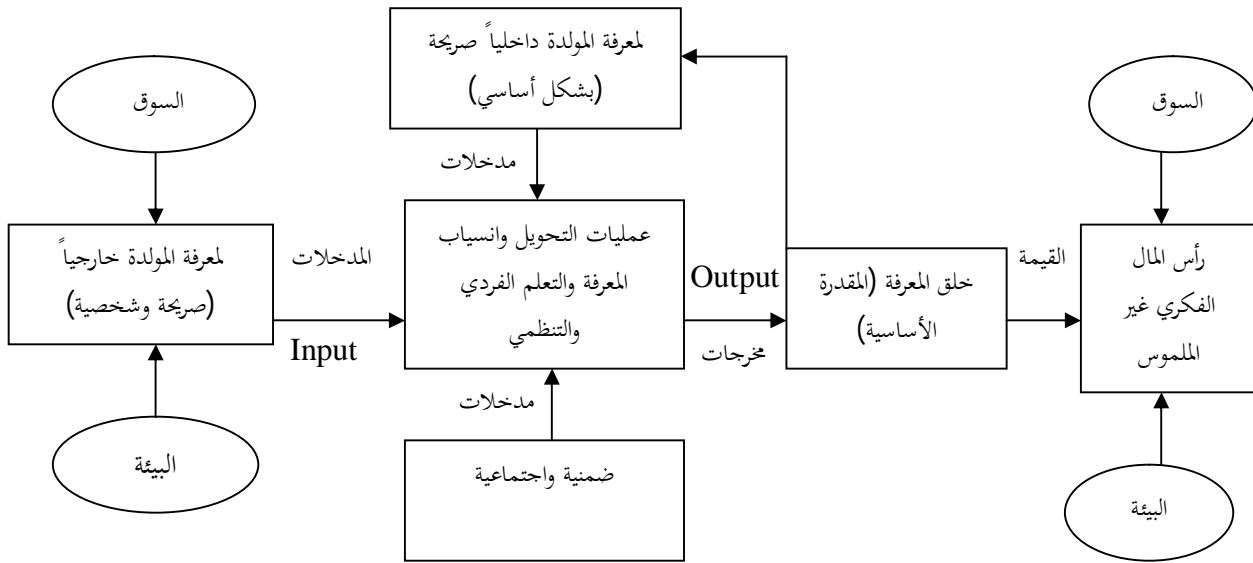 لمعرفة المولدة داخلياً صريحة
(بشكل أساسي)
السوق
السوق
مدخلات
لمعرفة المولدة خارجياً
(صريحة وشخصية)
المدخلات
Input
عمليات التحويل وانسياب
المعرفة والتعلم الفردي
والتنظمي
Output
مخرجات
خلق المعرفة (المقدرة
الأساسية)
القيمة
رأس المال
الفكري غير
الملموس
مدخلات
ضمنية واجتماعية
البيئة
البيئة